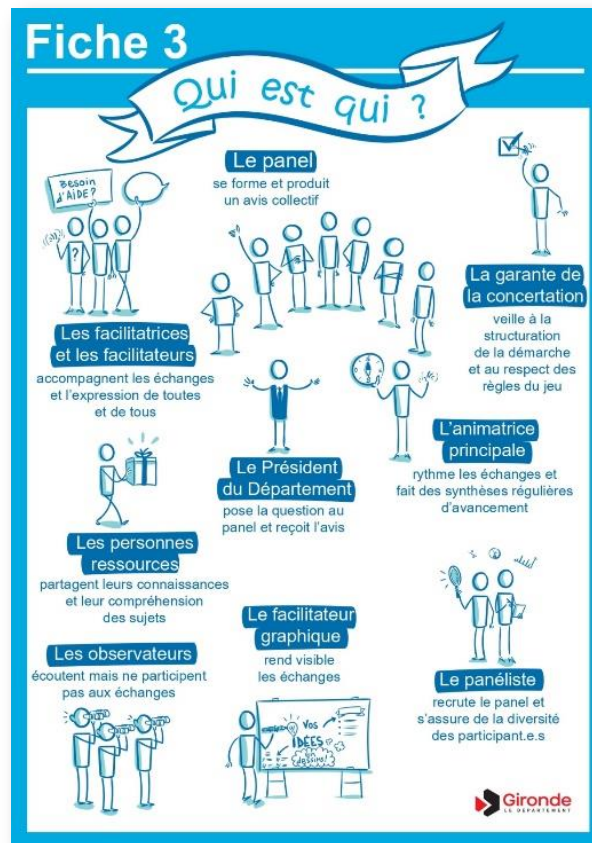 Fiche 3
Qui est qui ?
Le panel
se forme et produit
un avis collectif
Besoin
d'AiDE?
?
Les facilitatrices
et les facilitateurs
accompagnent les échanges
et l'expression de toutes
et de tous
La garante de
la concertation
veille à la
structuration
de la démarche
et au respect des
règles du jeu
Le Président
du Département
pose la question au
panel et reçoit l'avis
L'animatrice
principale
rythme les échanges et
fait des synthèses régulières
d'avancement
Les personnes
ressources
partagent leurs connaissances
et leur compréhension
des sujets
Le facilitateur
graphique
rend visible
les échanges
Vos
iDÉES
un
dessin!
Les observateurs
écoutent mais ne participent
pas aux échanges
Le panéliste
recrute le panel et
s'assure de la diversité
des participant.e.s
Gironde
LE DÉPARTEMENT